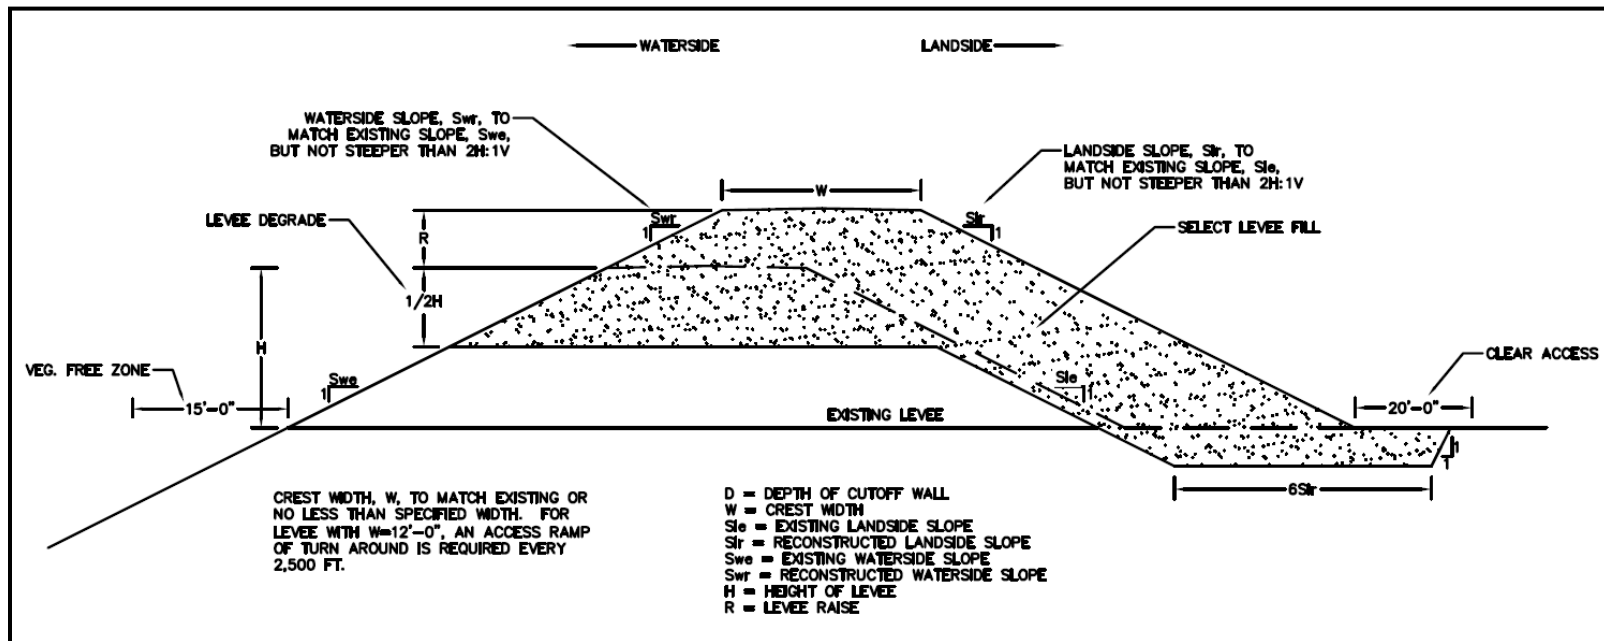 WATERSIDE
LANDSIDE
WATERSIDE SLOPE, Swr, TO
MATCH EXISTING SLOPE, Swe,
BUT NOT STEEPER THAN 2H:1V
LANDSIDE SLOPE, Slr, TO
MATCH EXISTING SLOPE, Sle,
BUT NOT STEEPER THAN 2H:1V
W
LEVEE DEGRADE
R
Swr
1
Slr
1
SELECT LEVEE FILL
1/2H
H
VEG. FREE ZONE
15'-0"
Swe
1
Sle
1
CLEAR ACCESS
20'-0"
EXISTING LEVEE
1
1
6Slr
CREST WIDTH, W, TO MATCH EXISTING OR
NO LESS THAN SPECIFIED WIDTH. FOR
LEVEE WITH W=12'-0", AN ACCESS RAMP
OF TURN AROUND IS REQUIRED EVERY
2,500 FT.
D = DEPTH OF CUTOFF WALL
W = CREST WIDTH
Sle = EXISTING LANDSIDE SLOPE
Slr = RECONSTRUCTED LANDSIDE SLOPE
Swe = EXISTING WATERSIDE SLOPE
Swr = RECONSTRUCTED WATERSIDE SLOPE
H = HEIGHT OF LEVEE
R = LEVEE RAISE